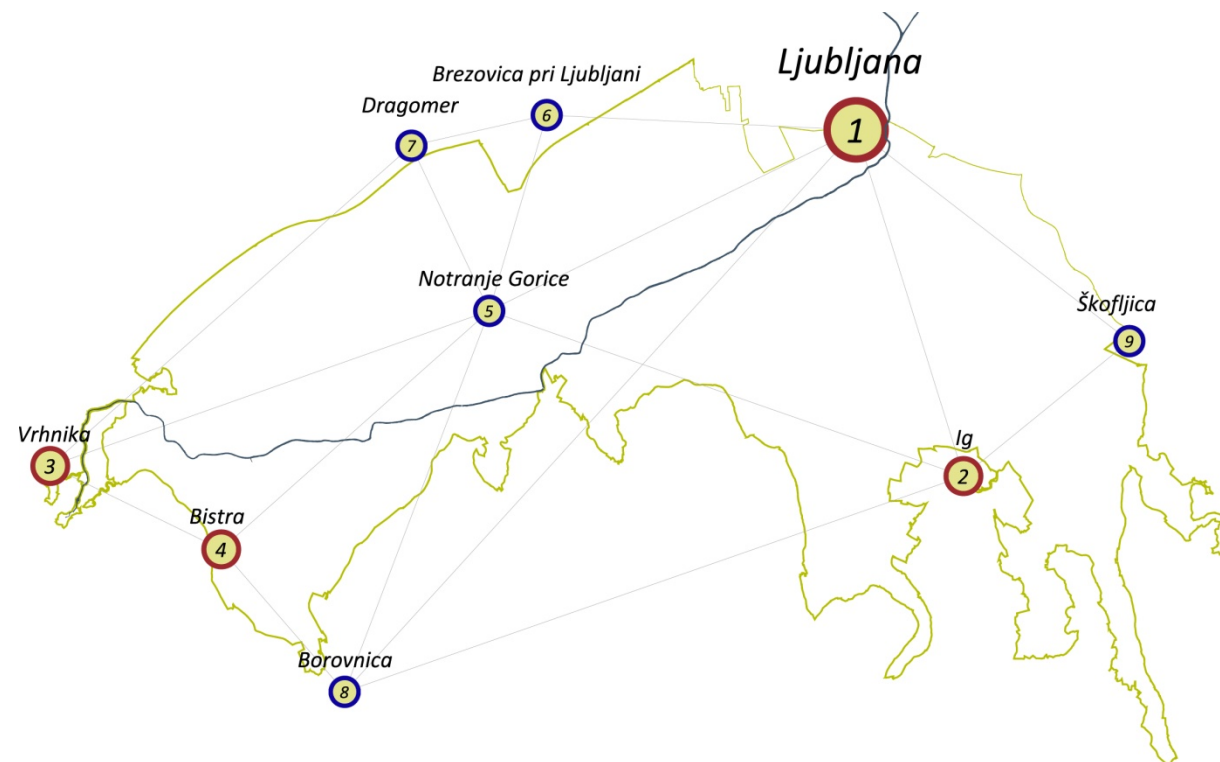 Ljubljana
1
Brezovica pri Ljubljani
6
Dragomer
7
Notranje Gorice
5
Škofljica
9
Vrhnika
3
Ig
2
Bistra
4
Borovnica
8